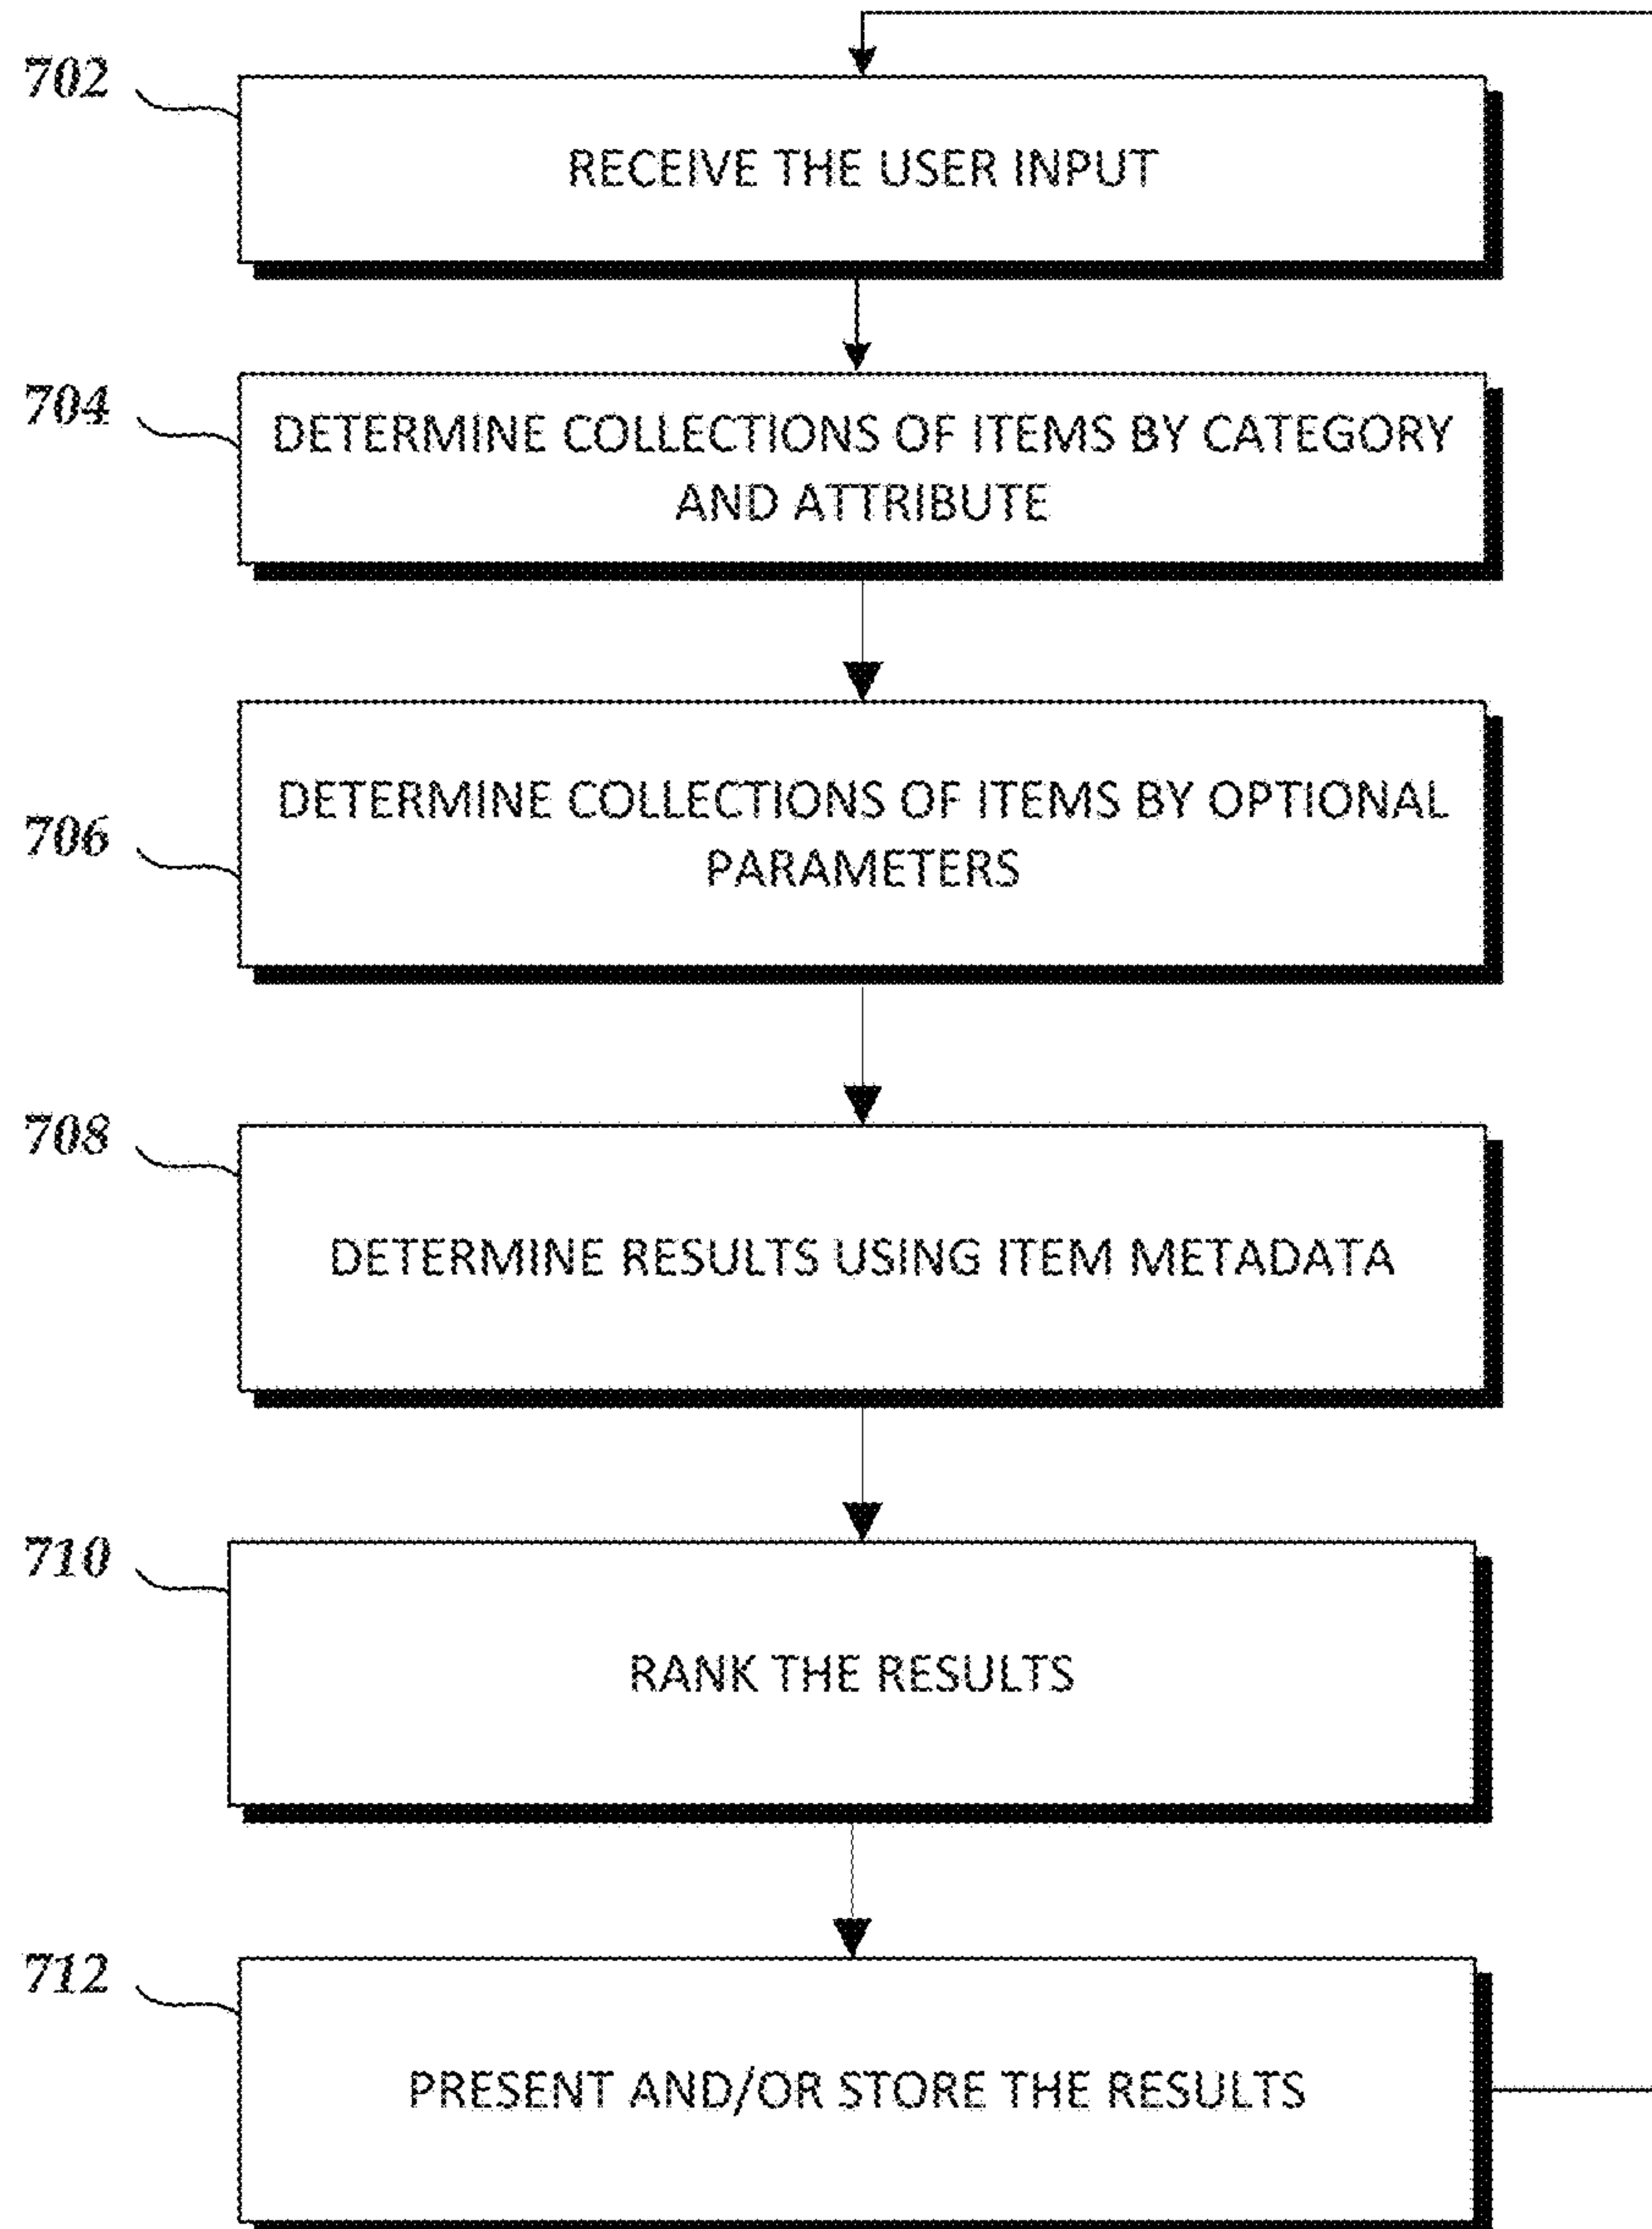 702
RECEIVE THE USER INPUT
704
DETERMINE COLLECTIONS OF ITEMS BY CATEGORY
AND ATTRIBUTE
706
DETERMINE COLLECTIONS OF ITEMS BY OPTIONAL
PARAMETERS
708
DETERMINE RESULTS USING ITEM METADATA
710
RANK THE RESULTS
712
PRESENT AND/OR STORE THE RESULTS